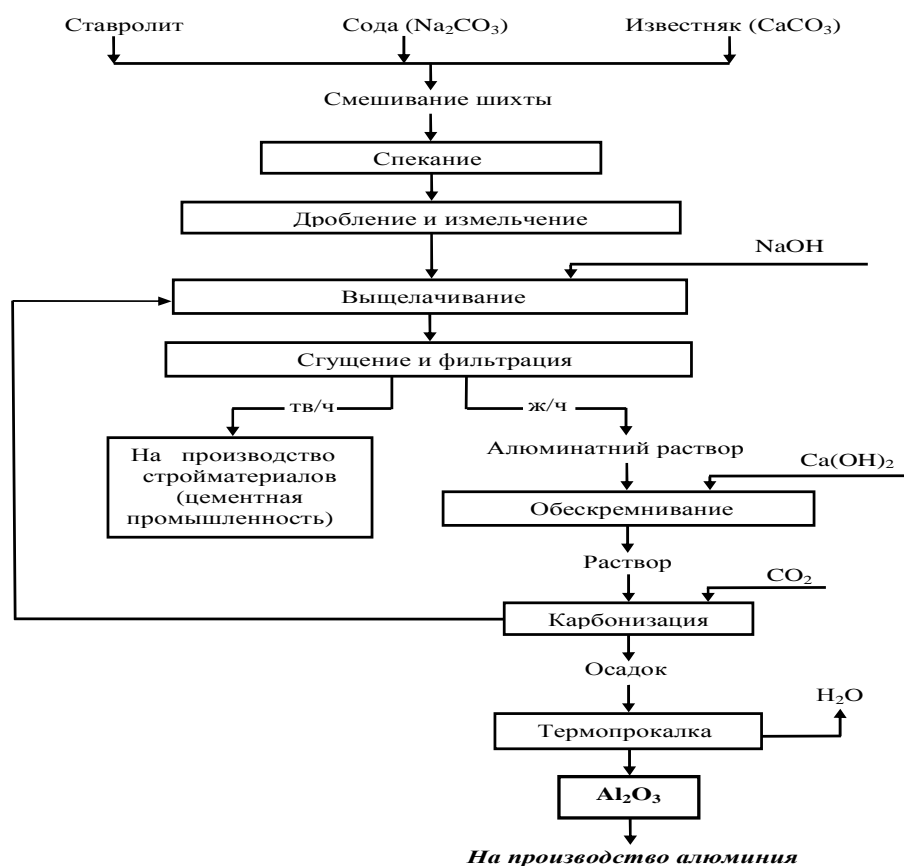 Ставролит
Сода (Na₂CO₃)
Известняк (CaCO₃)
Смешивание шихты
Спекание
Дробление и измельчение
NaOH
Выщелачивание
Сгущение и фильтрация
тв/ч
ж/ч
На производство
стройматериалов
(цементная
промышленность)
Алюминатний раствор
Ca(OH)₂
Обескремнивание
Раствор
CO₂
Карбонизация
Осадок
H₂O
Термопрокалка
Al₂O₃
На производство алюминия